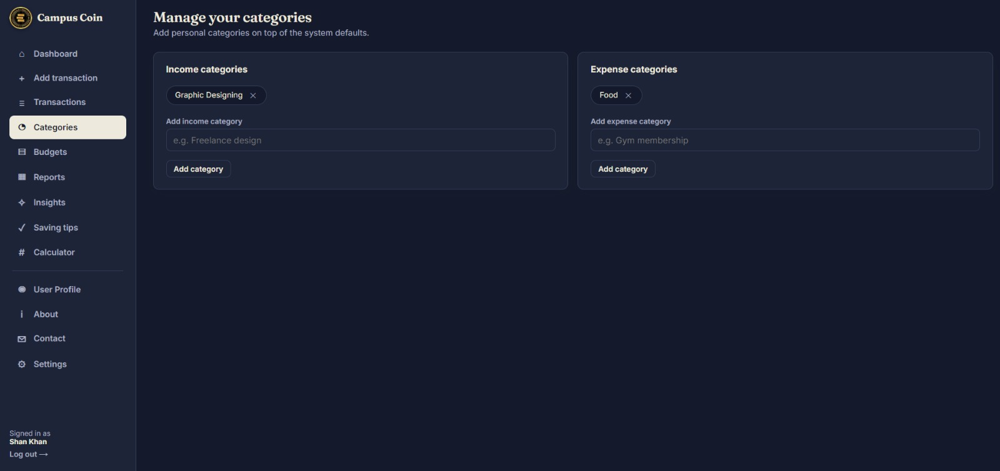 Campus Coin
Dashboard
+ Add transaction
Transactions
Categories
Budgets
Reports
Insights
Saving tips
# Calculator
User Profile
i About
Contact
Settings
Signed in as
Shan Khan
Log out →
Manage your categories
Add personal categories on top of the system defaults.
Income categories
Graphic Designing ×
Add income category
e.g. Freelance design
Add category
Expense categories
Food ×
Add expense category
e.g. Gym membership
Add category